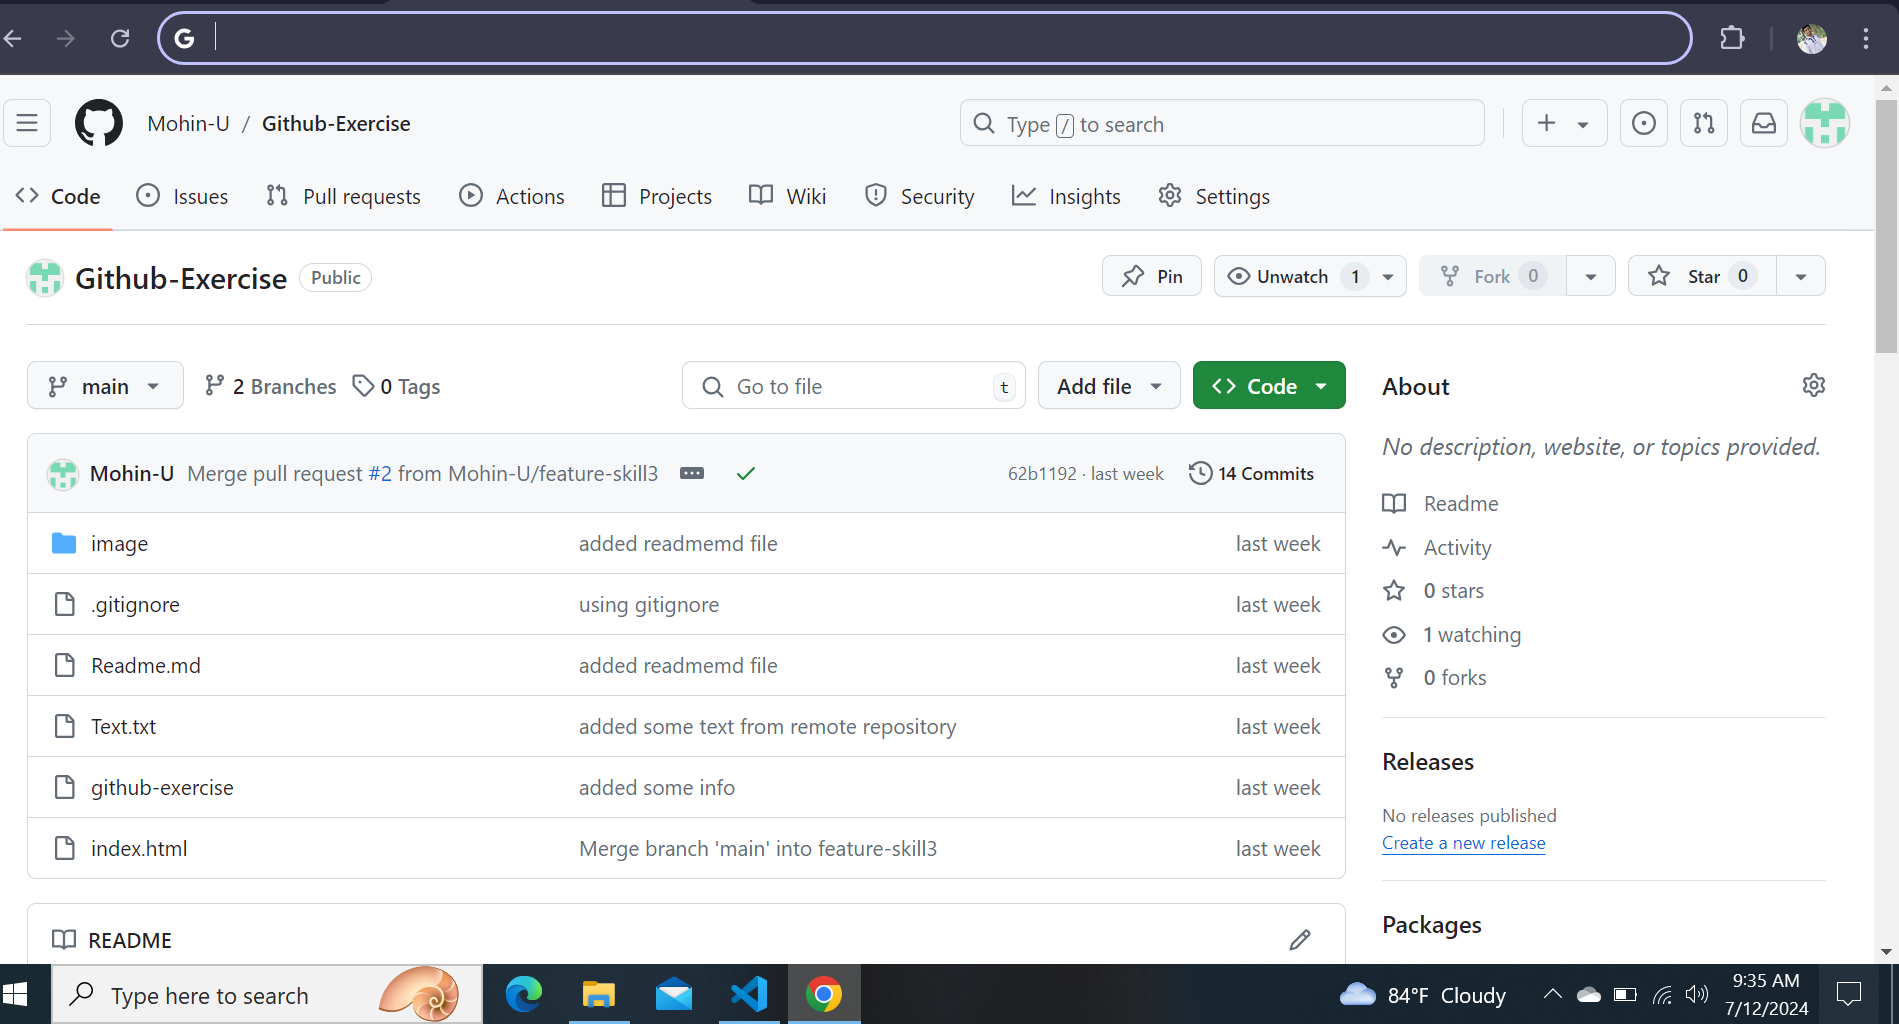 G
Mohin-U / Github-Exercise
Type / to search
Code Issues Pull requests Actions Projects Wiki Security Insights Settings
Github-Exercise Public
Pin Unwatch 1 Fork 0 Star 0
main 2 Branches 0 Tags Go to file t Add file Code
Mohin-U Merge pull request #2 from Mohin-U/feature-skill3 62b1192 · last week 14 Commits
image added readmemd file last week
.gitignore using gitignore last week
Readme.md added readmemd file last week
Text.txt added some text from remote repository last week
github-exercise added some info last week
index.html Merge branch 'main' into feature-skill3 last week
README
About
No description, website, or topics provided.
Readme
Activity
0 stars
1 watching
0 forks
Releases
No releases published
Create a new release
Packages
Type here to search
84°F Cloudy
9:35 AM
7/12/2024